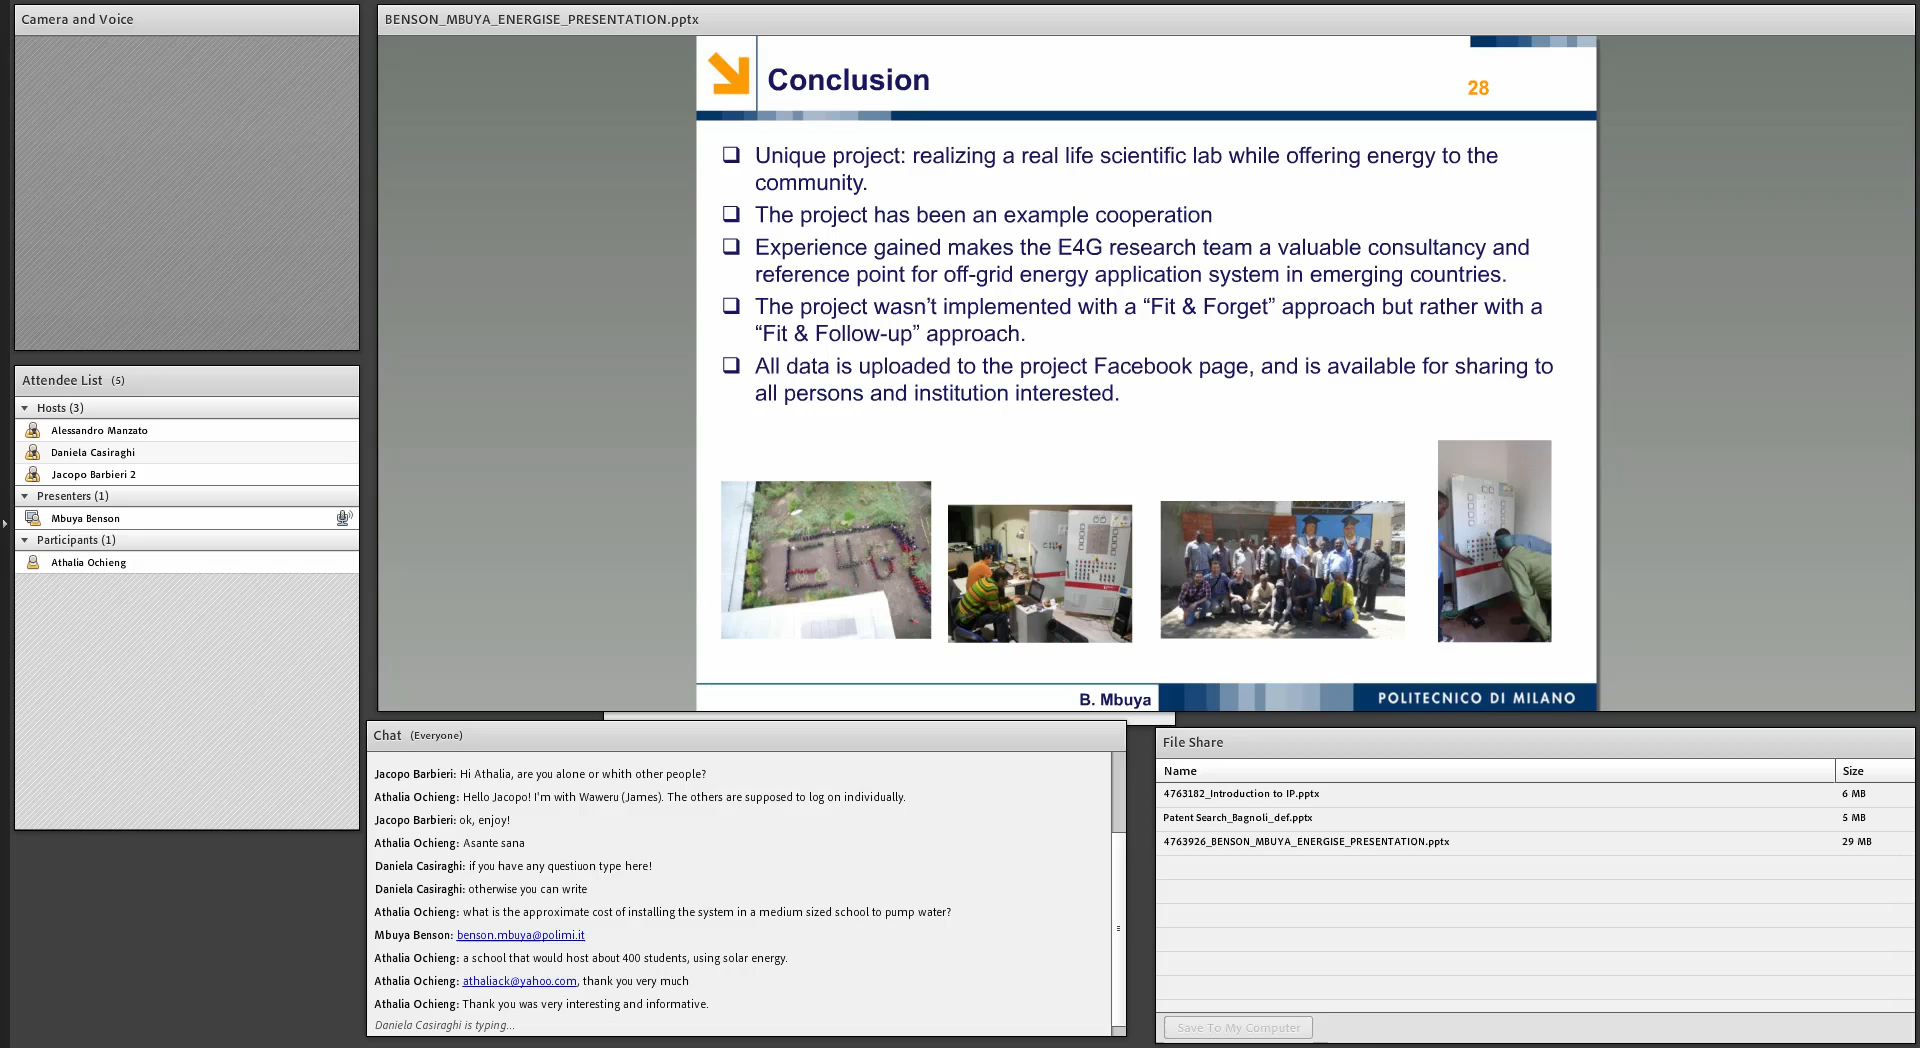 Camera and Voice
BENSON_MBUYA_ENERGISE_PRESENTATION.pptx
Conclusion
28
❑ Unique project: realizing a real life scientific lab while offering energy to the
community.
❑ The project has been an example cooperation
❑ Experience gained makes the E4G research team a valuable consultancy and
reference point for off-grid energy application system in emerging countries.
❑ The project wasn’t implemented with a “Fit & Forget” approach but rather with a
“Fit & Follow-up” approach.
❑ All data is uploaded to the project Facebook page, and is available for sharing to
all persons and institution interested.
B. Mbuya
POLITECNICO DI MILANO
Attendee List (5)
Hosts (3)
Alessandro Manzato
Daniela Casiraghi
Jacopo Barbieri 2
Presenters (1)
Mbuya Benson
Participants (1)
Athalia Ochieng
Chat (Everyone)
Jacopo Barbieri: Hi Athalia, are you alone or whith other people?
Athalia Ochieng: Hello Jacopo! I'm with Waweru (James). The others are supposed to log on individually.
Jacopo Barbieri: ok, enjoy!
Athalia Ochieng: Asante sana
Daniela Casiraghi: if you have any questiuon type here!
Daniela Casiraghi: otherwise you can write
Athalia Ochieng: what is the approximate cost of installing the system in a medium sized school to pump water?
Mbuya Benson: benson.mbuya@polimi.it
Athalia Ochieng: a school that would host about 400 students, using solar energy.
Athalia Ochieng: athaliack@yahoo.com, thank you very much
Athalia Ochieng: Thank you was very interesting and informative.
Daniela Casiraghi is typing...
File Share
Name Size
4763182_Introduction to IP.pptx 6 MB
Patent Search_Bagnoli_def.pptx 5 MB
4763926_BENSON_MBUYA_ENERGISE_PRESENTATION.pptx 29 MB
Save To My Computer